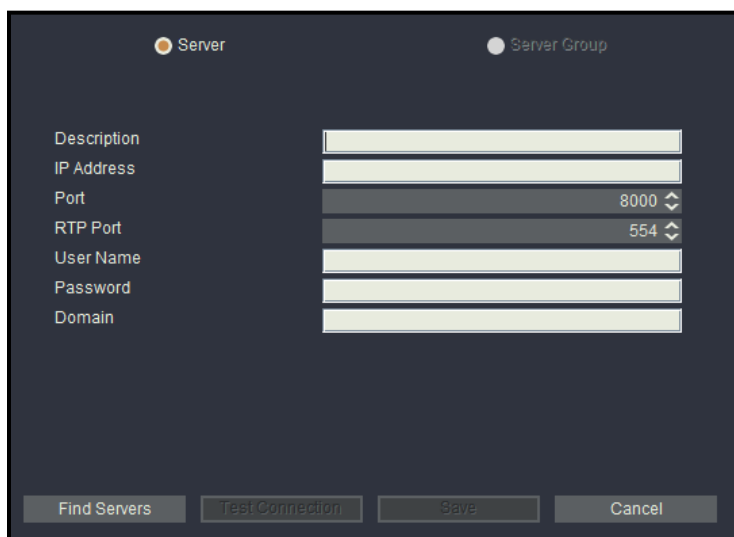 Server Server Group
Description
IP Address
Port 8000
RTP Port 554
User Name
Password
Domain
Find Servers Test Connection Save Cancel